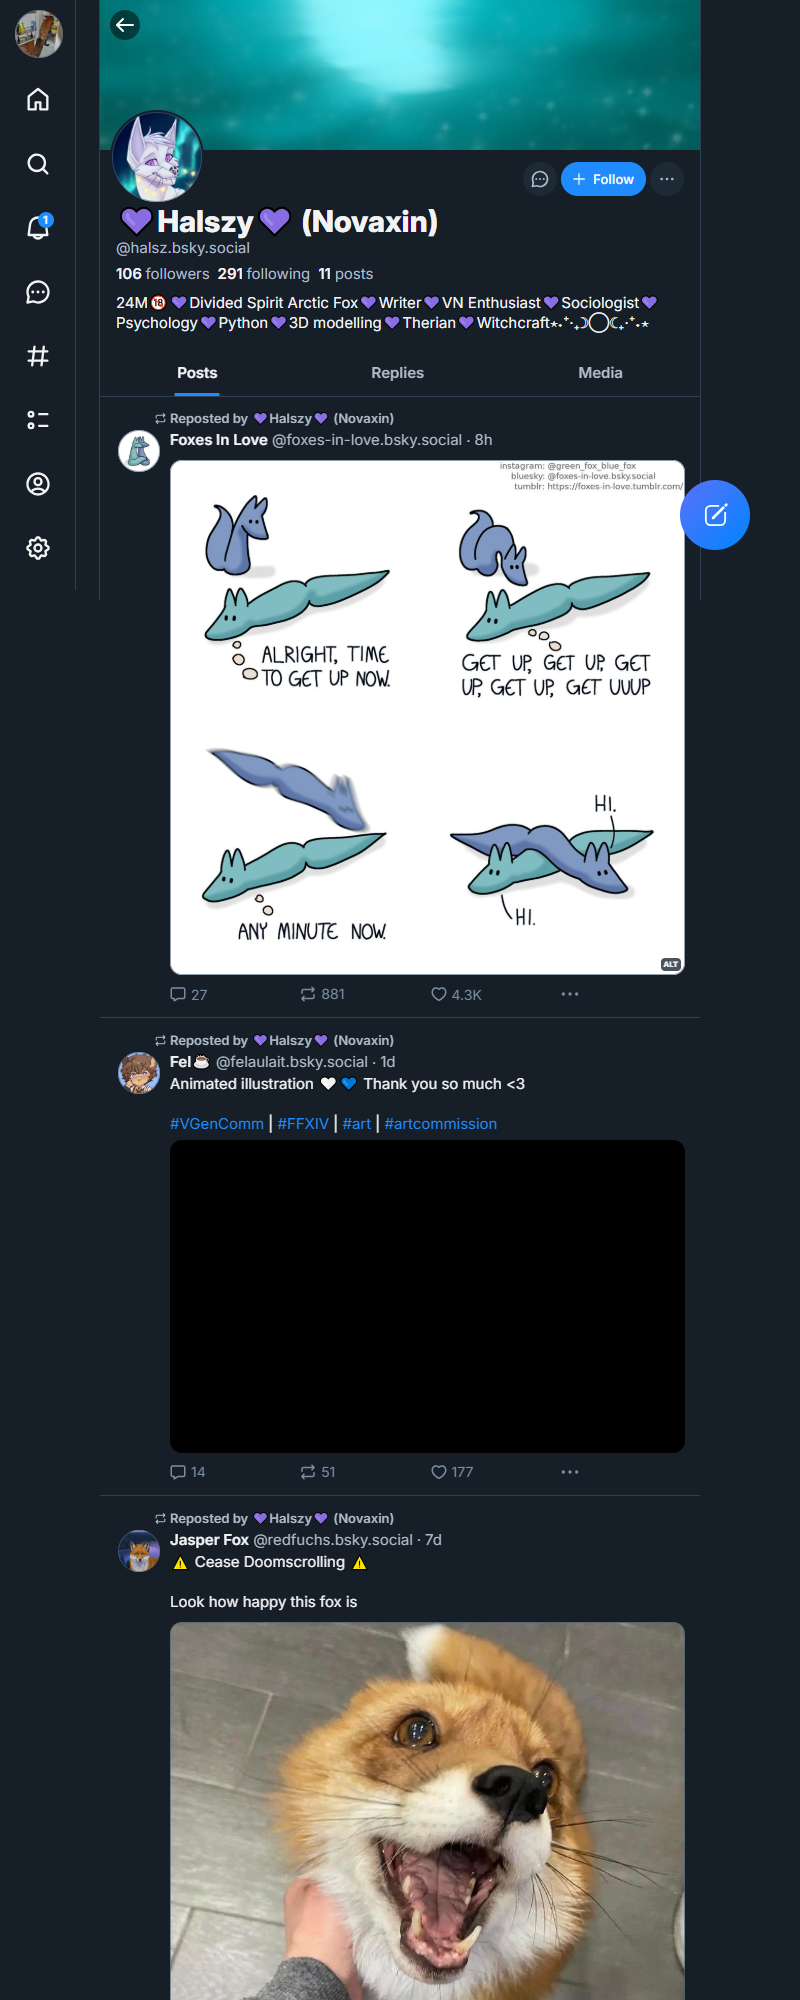 1
Follow
💜Halszy💜 (Novaxin)
@halsz.bsky.social
106 followers 291 following 11 posts
24M🔞 💜Divided Spirit Arctic Fox💜Writer💜VN Enthusiast💜Sociologist💜
Psychology💜Python💜3D modelling💜Therian💜Witchcraft⋆₊⁺⋅₊☽◯☾₊⋅⁺₊⋆
Posts
Replies
Media
Reposted by 💜Halszy💜 (Novaxin)
Foxes In Love @foxes-in-love.bsky.social · 8h
instagram: @green_fox_blue_fox
bluesky: @foxes-in-love.bsky.social
tumblr: https://foxes-in-love.tumblr.com/
ALRIGHT, TIME
TO GET UP NOW.
GET UP, GET UP, GET
UP, GET UP, GET UUUP
ANY MINUTE NOW.
HI.
HI.
ALT
27
881
4.3K
Reposted by 💜Halszy💜 (Novaxin)
Fel☕ @felaulait.bsky.social · 1d
Animated illustration 🤍 💙 Thank you so much <3
#VGenComm | #FFXIV | #art | #artcommission
14
51
177
Reposted by 💜Halszy💜 (Novaxin)
Jasper Fox @redfuchs.bsky.social · 7d
⚠️ Cease Doomscrolling ⚠️
Look how happy this fox is